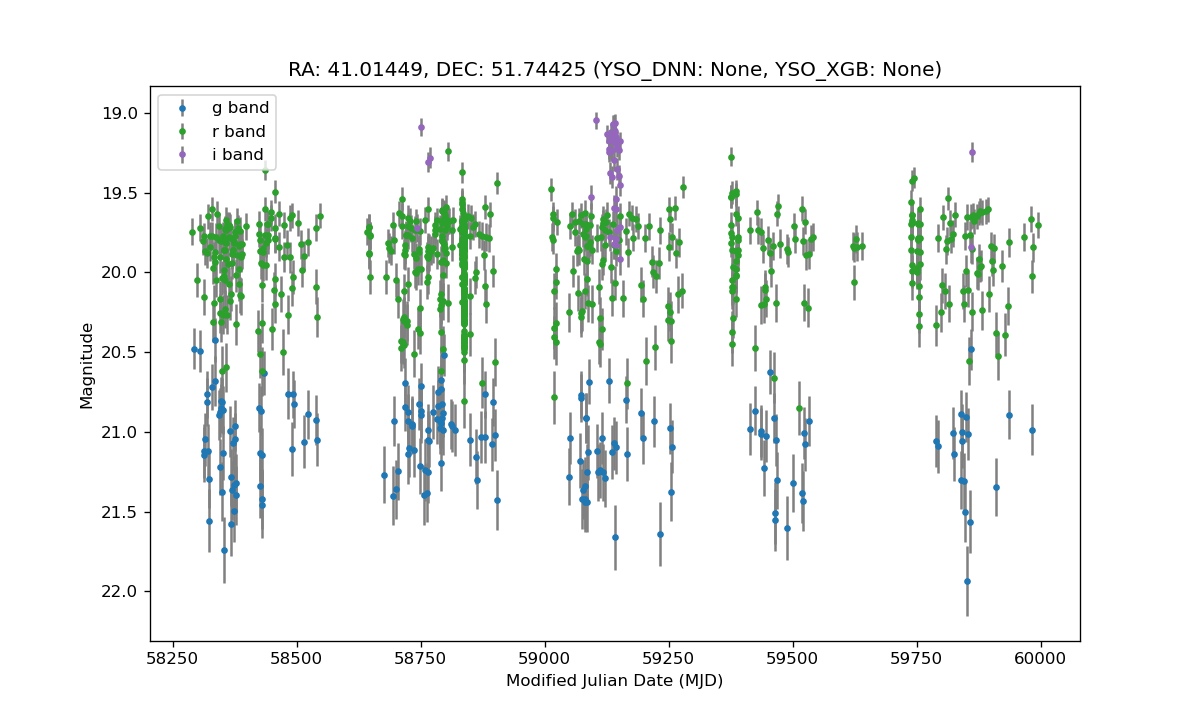 RA: 41.01449, DEC: 51.74425 (YSO_DNN: None, YSO_XGB: None)
g band
r band
i band
19.0
19.5
20.0
20.5
21.0
21.5
22.0
Magnitude
58250
58500
58750
59000
59250
59500
59750
60000
Modified Julian Date (MJD)